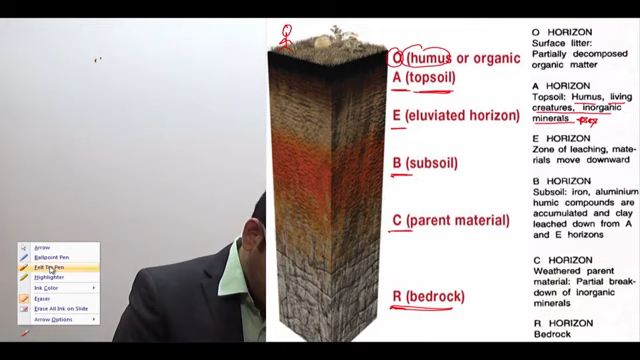 O (humus or organic
A (topsoil)
E (eluviated horizon)
B (subsoil)
C (parent material)
R (bedrock)
O HORIZON
Surface litter:
Partially decomposed
organic matter
A HORIZON
Topsoil: Humus, living
creatures, inorganic
minerals
E HORIZON
Zone of leaching, mate-
rials move downward
B HORIZON
Subsoil: iron, aluminium
humic compounds are
accumulated and clay
leached down from A
and E horizons
C HORIZON
Weathered parent
material: Partial break-
down of inorganic
minerals
R HORIZON
Bedrock
Arrow
Ballpoint Pen
Felt Tip Pen
Highlighter
Ink Color
Eraser
Erase All Ink on Slide
Arrow Options